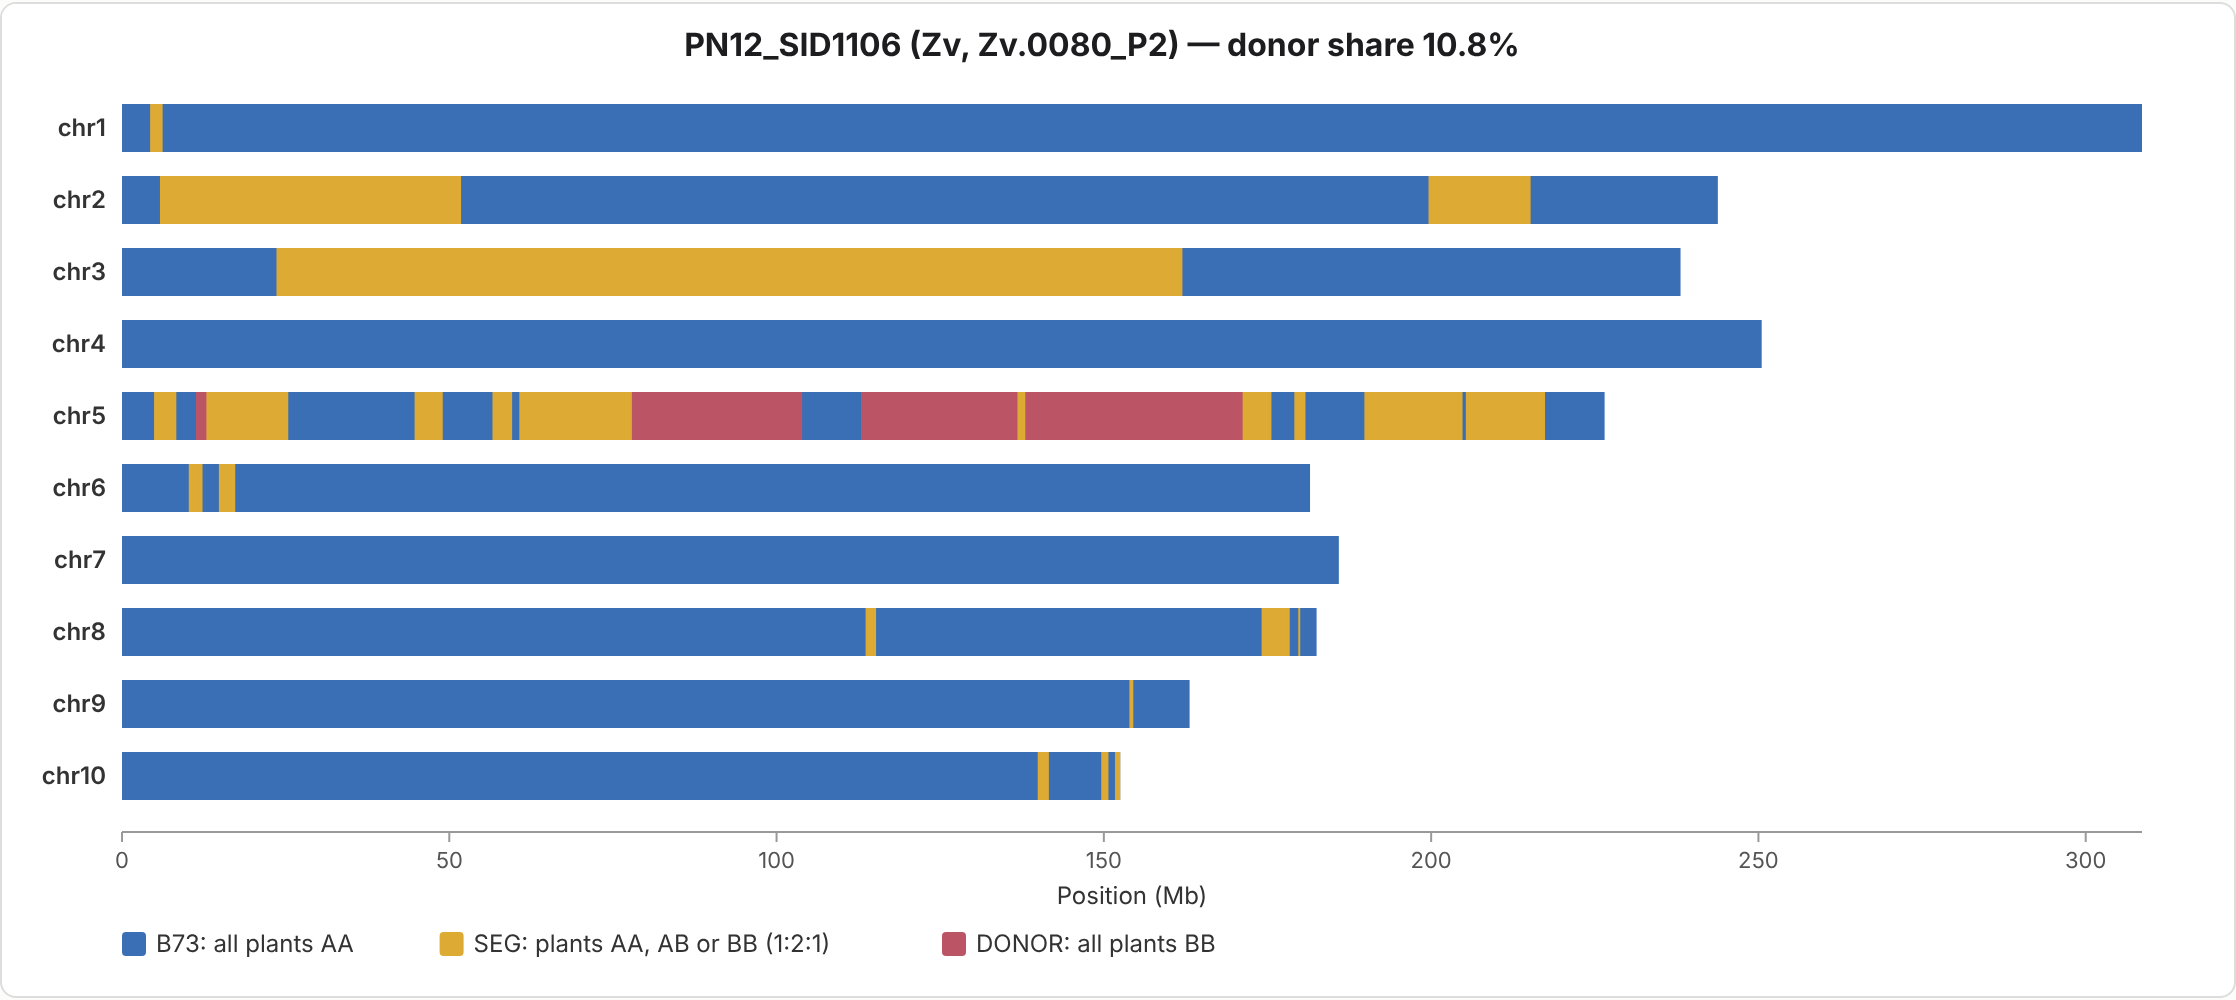 PN12_SID1106 (Zv, Zv.0080_P2) — donor share 10.8%
chr1
chr2
chr3
chr4
chr5
chr6
chr7
chr8
chr9
chr10
0 50 100 150 200 250 300
Position (Mb)
B73: all plants AA SEG: plants AA, AB or BB (1:2:1) DONOR: all plants BB